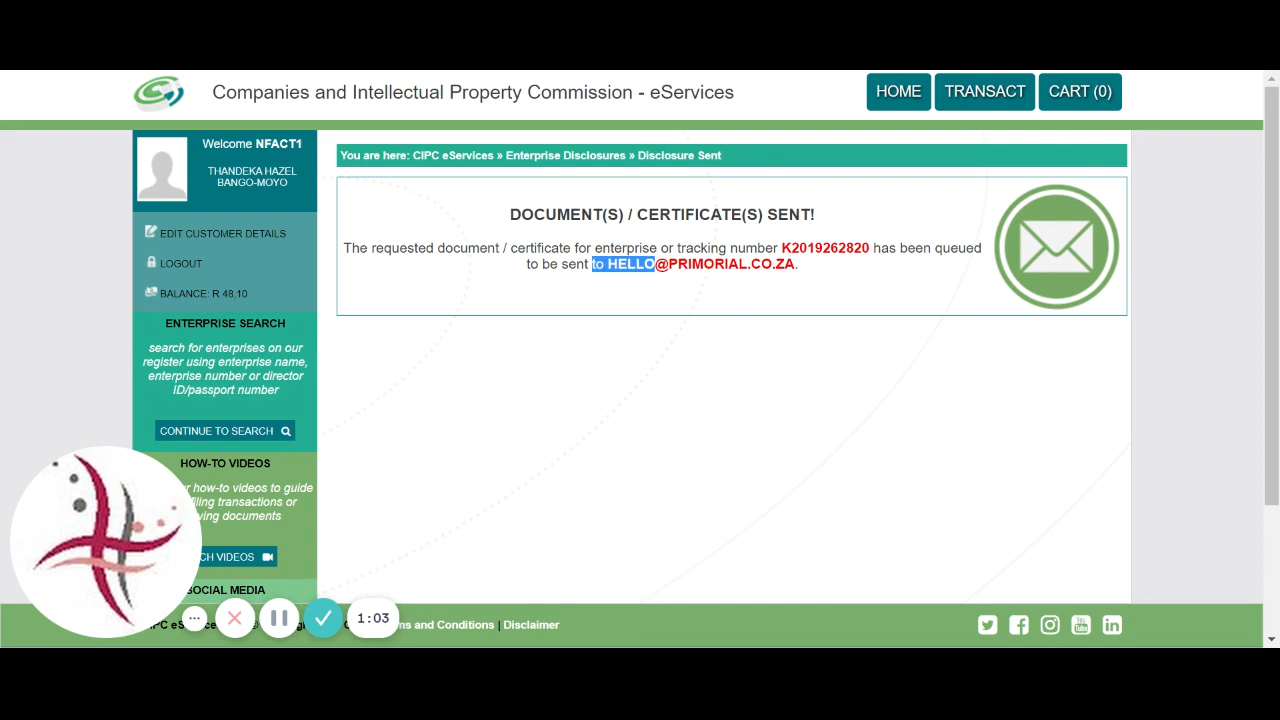 Companies and Intellectual Property Commission - eServices
HOME
TRANSACT
CART (0)
Welcome NFACT1
THANDEKA HAZEL
BANGO-MOYO
EDIT CUSTOMER DETAILS
LOGOUT
BALANCE: R 48,10
ENTERPRISE SEARCH
search for enterprises on our
register using enterprise name,
enterprise number or director
ID/passport number
CONTINUE TO SEARCH
HOW-TO VIDEOS
how-to videos to guide
filing transactions or
documents
VIDEOS
SOCIAL MEDIA
You are here: CIPC eServices » Enterprise Disclosures » Disclosure Sent
DOCUMENT(S) / CERTIFICATE(S) SENT!
The requested document / certificate for enterprise or tracking number K2019262820 has been queued
to be sent to HELLO@PRIMORIAL.CO.ZA.
1:03
and Conditions | Disclaimer
You
Tube
in